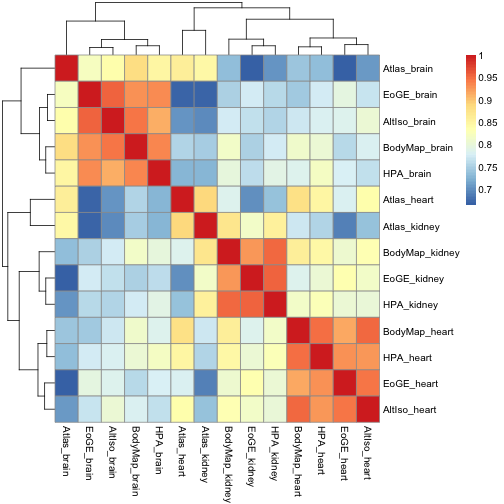 1
0.95
0.9
0.85
0.8
0.75
0.7
Atlas_brain
EoGE_brain
AltIso_brain
BodyMap_brain
HPA_brain
Atlas_heart
Atlas_kidney
BodyMap_kidney
EoGE_kidney
HPA_kidney
BodyMap_heart
HPA_heart
EoGE_heart
AltIso_heart
Atlas_brain
EoGE_brain
AltIso_brain
BodyMap_brain
HPA_brain
Atlas_heart
Atlas_kidney
BodyMap_kidney
EoGE_kidney
HPA_kidney
BodyMap_heart
HPA_heart
EoGE_heart
AltIso_heart